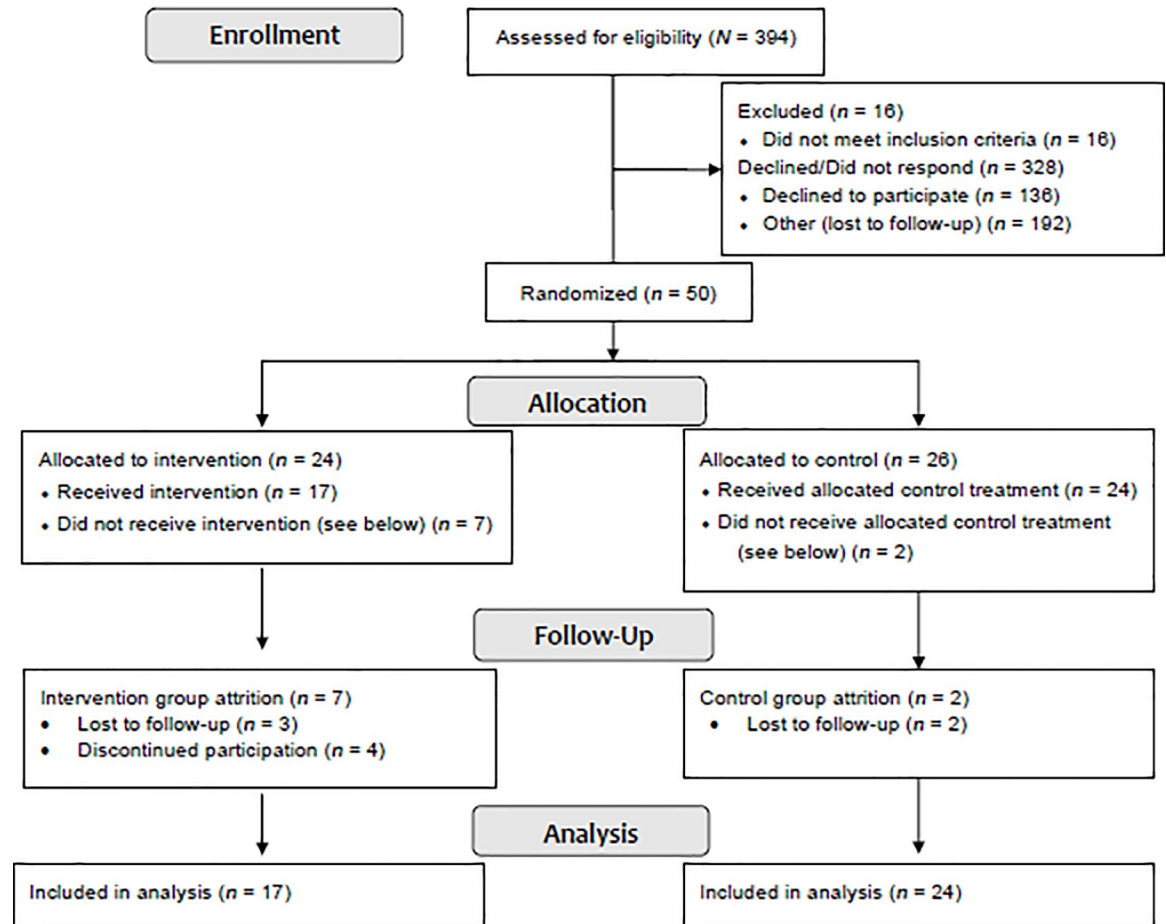 Enrollment
Assessed for eligibility (N = 394)
Excluded (n = 16)
• Did not meet inclusion criteria (n = 16)
Declined/Did not respond (n = 328)
• Declined to participate (n = 136)
• Other (lost to follow-up) (n = 192)
Randomized (n = 50)
Allocation
Allocated to intervention (n = 24)
• Received intervention (n = 17)
• Did not receive intervention (see below) (n = 7)
Allocated to control (n = 26)
• Received allocated control treatment (n = 24)
• Did not receive allocated control treatment
(see below) (n = 2)
Follow-Up
Intervention group attrition (n = 7)
• Lost to follow-up (n = 3)
• Discontinued participation (n = 4)
Control group attrition (n = 2)
• Lost to follow-up (n = 2)
Analysis
Included in analysis (n = 17)
Included in analysis (n = 24)